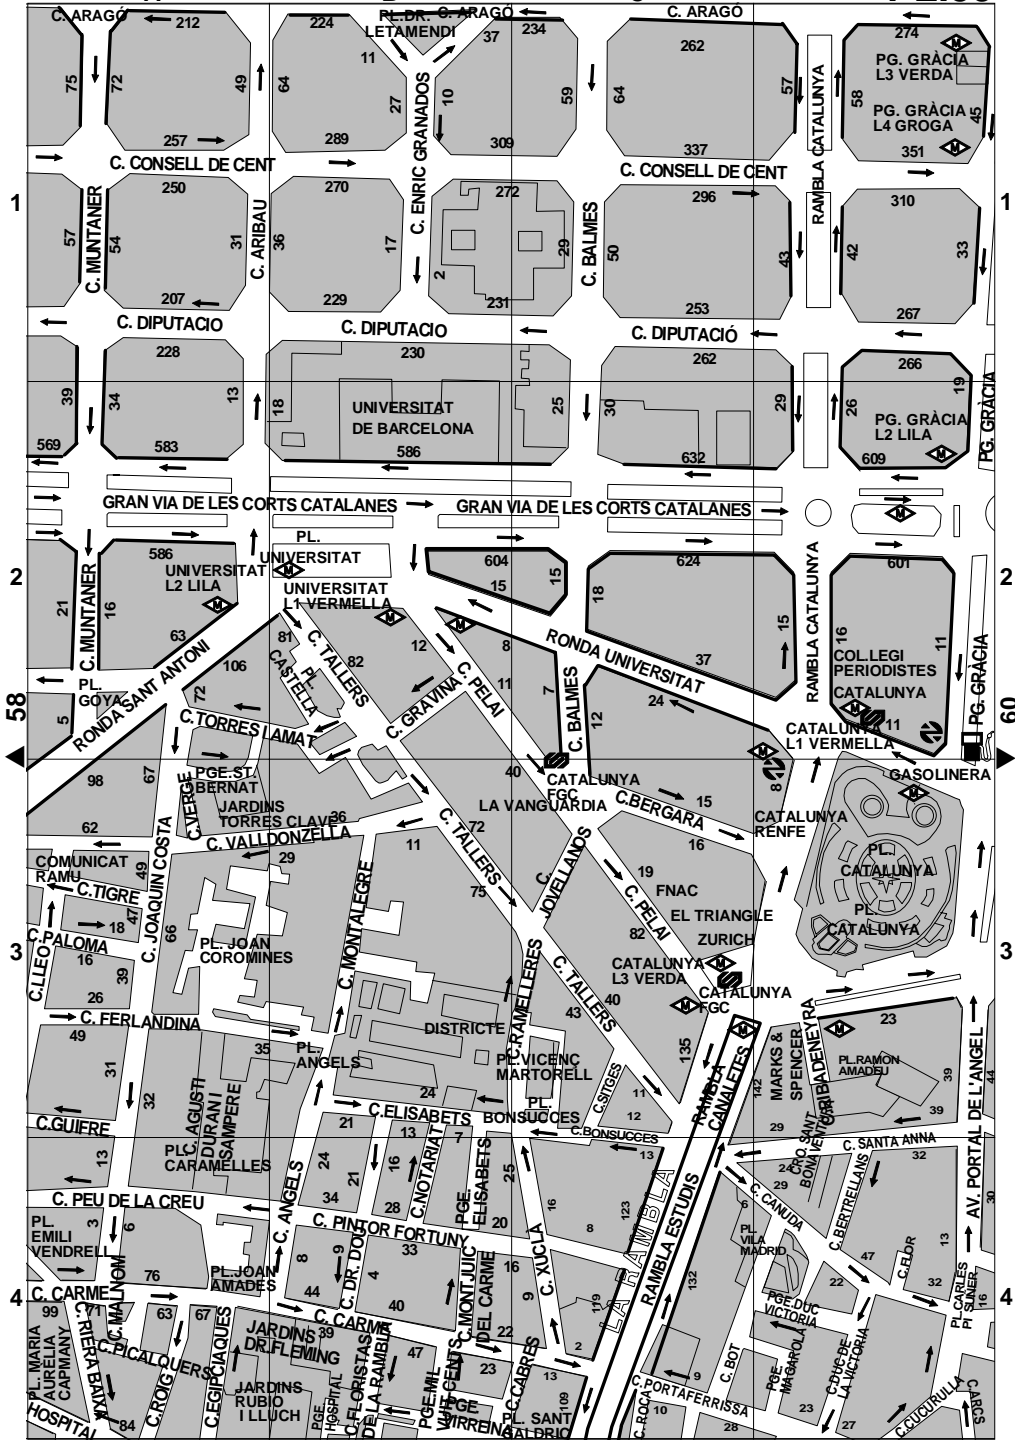 C. ARAGÓ
212
224
PL.DR.
LETAMENDI
C. ARAGÓ
234
C. ARAGÓ
274
PG. GRÀCIA
L3 VERDA
PG. GRÀCIA
L4 GROGA
75
72
49
64
11
27
37
10
59
64
262
57
58
45
257
289
309
337
351
C. CONSELL DE CENT
C. CONSELL DE CENT
C. ENRIC GRANADOS
RAMBLA CATALUNYA
1
250
270
272
296
310
1
57
C. MUNTANER
54
31
C. ARIBAU
36
17
2
29
C. BALMES
50
43
RAMBLA CATALUNYA
42
33
207
229
231
253
267
C. DIPUTACIO
C. DIPUTACIO
C. DIPUTACIÓ
228
230
262
266
39
34
13
18
UNIVERSITAT
DE BARCELONA
25
30
29
26
19
PG. GRÀCIA
L2 LILA
PG. GRÀCIA
569
583
586
632
609
GRAN VIA DE LES CORTS CATALANES
GRAN VIA DE LES CORTS CATALANES
PL.
UNIVERSITAT
2
586
UNIVERSITAT
L2 LILA
UNIVERSITAT
L1 VERMELLA
604
15
15
624
601
2
21
C. MUNTANER
16
63
18
15
RAMBLA CATALUNYA
16
11
COL.LEGI
PERIODISTES
CATALUNYA
11
PG. GRÀCIA
RONDA UNIVERSITAT
37
24
81
C. TALLERS
82
12
C. PELAI
8
11
7
C. BALMES
12
PL.
GOYA
5
RONDA SANT ANTONI
106
72
PL.
CASTELLA
C. GRAVINA
C.TORRES LAMAT
58
60
CATALUNYA
L1 VERMELLA
GASOLINERA
98
67
C.VERGE
PGE.ST.
BERNAT
JARDINS
TORRES CLAVE
36
40
CATALUNYA
FGC
LA VANGUARDIA
C.BERGARA
15
8
CATALUNYA
RENFE
62
C. VALLDONZELLA
29
11
C. TALLERS
72
75
C.
JOVELLANOS
16
19
FNAC
C. PELAI
82
EL TRIANGLE
ZURICH
PL.
CATALUNYA
PL.
CATALUNYA
COMUNICAT
RAMU
49
C.TIGRE
47
18
C. JOAQUIN COSTA
66
PL. JOAN
COROMINES
C. MONTALEGRE
3
C.PALOMA
16
39
26
C.LLEO
3
C. FERLANDINA
C.RAMELLERES
C. TALLERS
40
43
CATALUNYA
L3 VERDA
CATALUNYA
FGC
49
31
32
35
PL.
ANGELS
DISTRICTE
PL.VICENÇ
MARTORELL
135
RAMBLA
CANALETES
142
MARKS &
SPENCER
C.RIBADENEYRA
23
PL.RAMON
AMADEU
39
39
AV. PORTAL DE L'ANGEL
44
C. AGUSTI
DURAN I
SAMPERE
24
PL.
BONSUCCES
C.SITGES
11
12
C.BONSUCCES
29
C. SANTA ANNA
C.GUIFRE
13
PLC.
CARAMELLES
C. ANGELS
21
24
34
C.ELISABETS
13
16
21
28
C.NOTARIAT
7
PGE.
ELISABETS
25
20
16
13
123
8
24
29
32
C. CANUDA
C.BERTRELLANS
30
C. PEU DE LA CREU
C. PINTOR FORTUNY
LA RAMBLA
RAMBLA ESTUDIS
6
PL.
VILA
MADRID
47
C.FLOR
13
PL.
EMILI
VENDRELL
3
6
76
PL.JOAN
AMADES
8
44
9
C. DR. DOU
4
33
40
C.MONTJUIC
DEL CARME
16
9
C. XUCLA
119
132
22
32
PL.CARLES
PI SUÑER
16
4
C. CARME
C. CARME
4
99
71
C.MALNOM
63
67
PGE.DUC
VICTORIA
PL.MARIA
AURELIA
CAPMANY
C. RIERA BAIXA
C.PICALQUERS
C.ROIG
C.EGIPCIAQUES
JARDINS
DR.FLEMING
39
JARDINS
RUBIO
I LLUCH
PGE.
HOSPITAL
C.FLORISTAS
DE LA RAMBLA
47
PGE.MIL
VUIT-CENTS
22
23
PGE.
VIRREINA
C.CABRES
2
13
109
PL. SANT
GALDRIC
C. ROCA
C.PORTAFERRISSA
9
10
28
C. BOT
PGE.
MAGAROLA
23
C.DUC DE
LA VICTORIA
27
C.CUCURULLA
C.ARCS
HOSPITAL
84